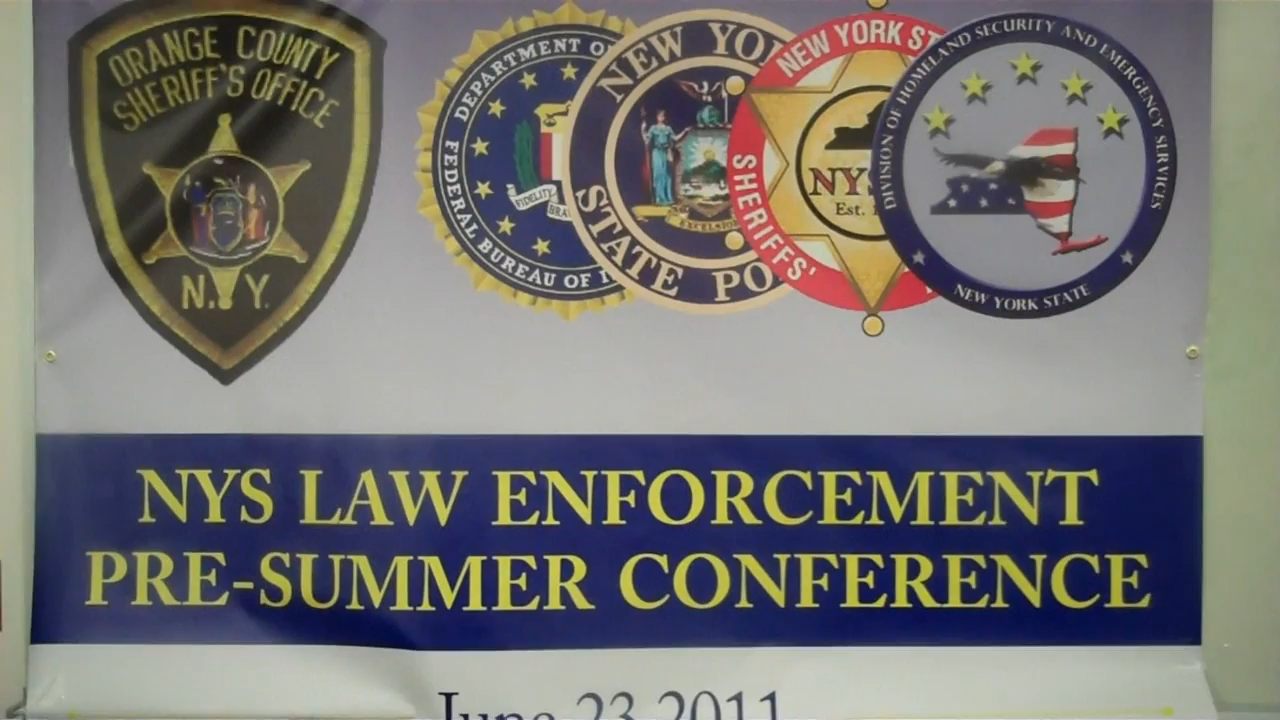 ORANGE COUNTY
SHERIFF'S OFFICE
N. Y.
DEPARTMENT O
FEDERAL BUREAU OF I
FIDELITY
BRA
NEW YO
STATE PO
EXCELSIOR
NEW YORK ST
SHERIFFS'
NYS
Est.
DIVISION OF HOMELAND SECURITY AND EMERGENCY SERVICES
NEW YORK STATE
NYS LAW ENFORCEMENT
PRE-SUMMER CONFERENCE
June 23 2011